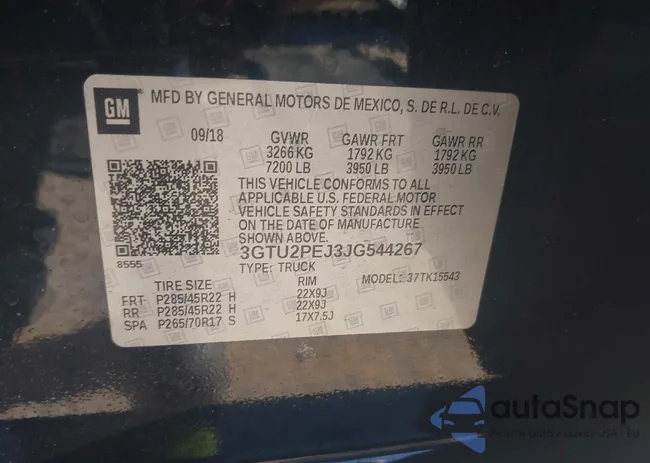 GM
MFD BY GENERAL MOTORS DE MEXICO, S. DE R.L. DE C.V.
09/18 GVWR GAWR FRT GAWR RR
3266 KG 1792 KG 1792 KG
7200 LB 3950 LB 3950 LB
THIS VEHICLE CONFORMS TO ALL
APPLICABLE U.S. FEDERAL MOTOR
VEHICLE SAFETY STANDARDS IN EFFECT
ON THE DATE OF MANUFACTURE
SHOWN ABOVE.
8555
3GTU2PEJ3JG544267
TYPE: TRUCK
MODEL: 37TK15543
TIRE SIZE RIM
FRT P285/45R22 H 22X9J
RR P285/45R22 H 22X9J
SPA P265/70R17 S 17X7.5J
autoSnap